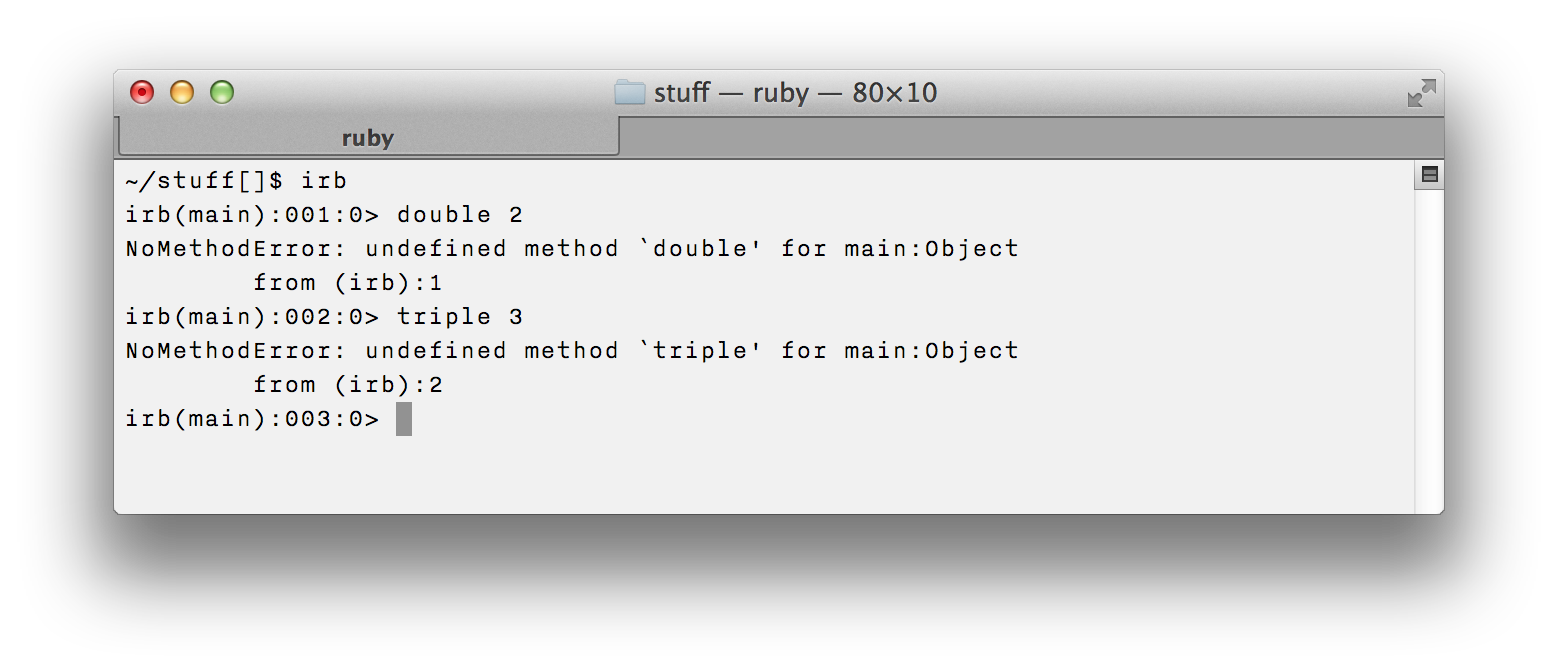 stuff — ruby — 80×10
ruby
~/stuff[]$ irb
irb(main):001:0> double 2
NoMethodError: undefined method `double' for main:Object
        from (irb):1
irb(main):002:0> triple 3
NoMethodError: undefined method `triple' for main:Object
        from (irb):2
irb(main):003:0>